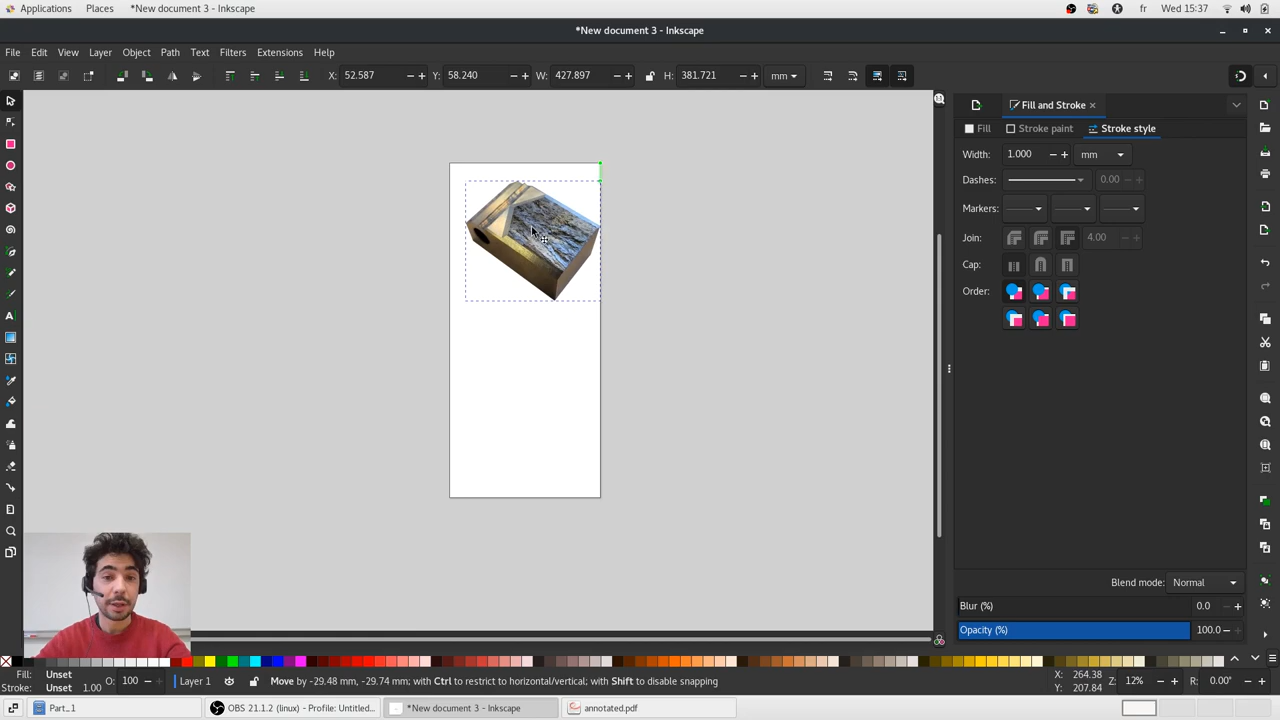 Applications Places *New document 3 - Inkscape fr Wed 15:37
*New document 3 - Inkscape
File Edit View Layer Object Path Text Filters Extensions Help
X: 52.587 - + Y: 58.240 - + W: 427.897 - + H: 381.721 - + mm
Fill and Stroke
Fill Stroke paint Stroke style
Width: 1.000 - + mm
Dashes: 0.00 - +
Markers:
Join: 4.00 - +
Cap:
Order:
Blend mode: Normal
Blur (%) 0.0 - +
Opacity (%) 100.0 - +
Fill: Unset
Stroke: Unset 1.00
O: 100 - +
Layer 1
Move by -29.48 mm, -29.74 mm; with Ctrl to restrict to horizontal/vertical; with Shift to disable snapping
X: 264.38
Y: 207.84
Z: 12% - + R: 0.00° - +
Part_1 OBS 21.1.2 (linux) - Profile: Untitled... *New document 3 - Inkscape annotated.pdf